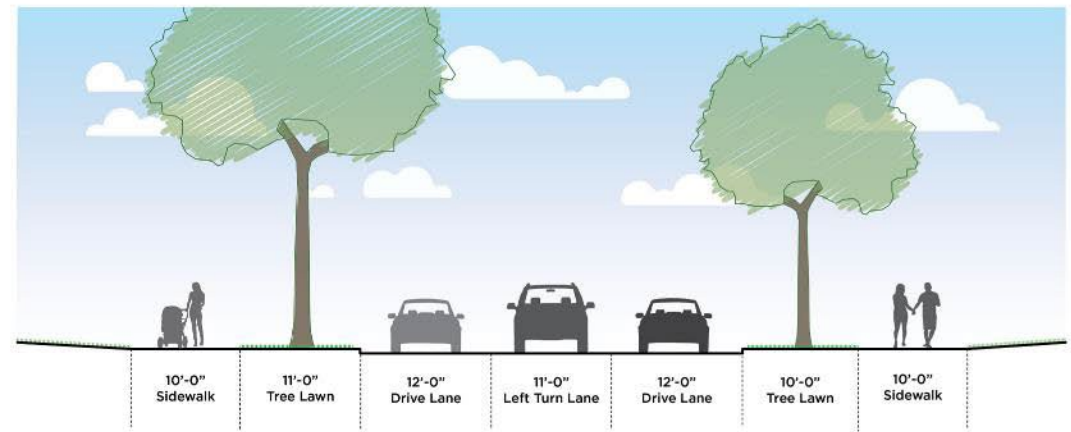 10'-0"
Sidewalk
11'-0"
Tree Lawn
12'-0"
Drive Lane
11'-0"
Left Turn Lane
12'-0"
Drive Lane
10'-0"
Tree Lawn
10'-0"
Sidewalk